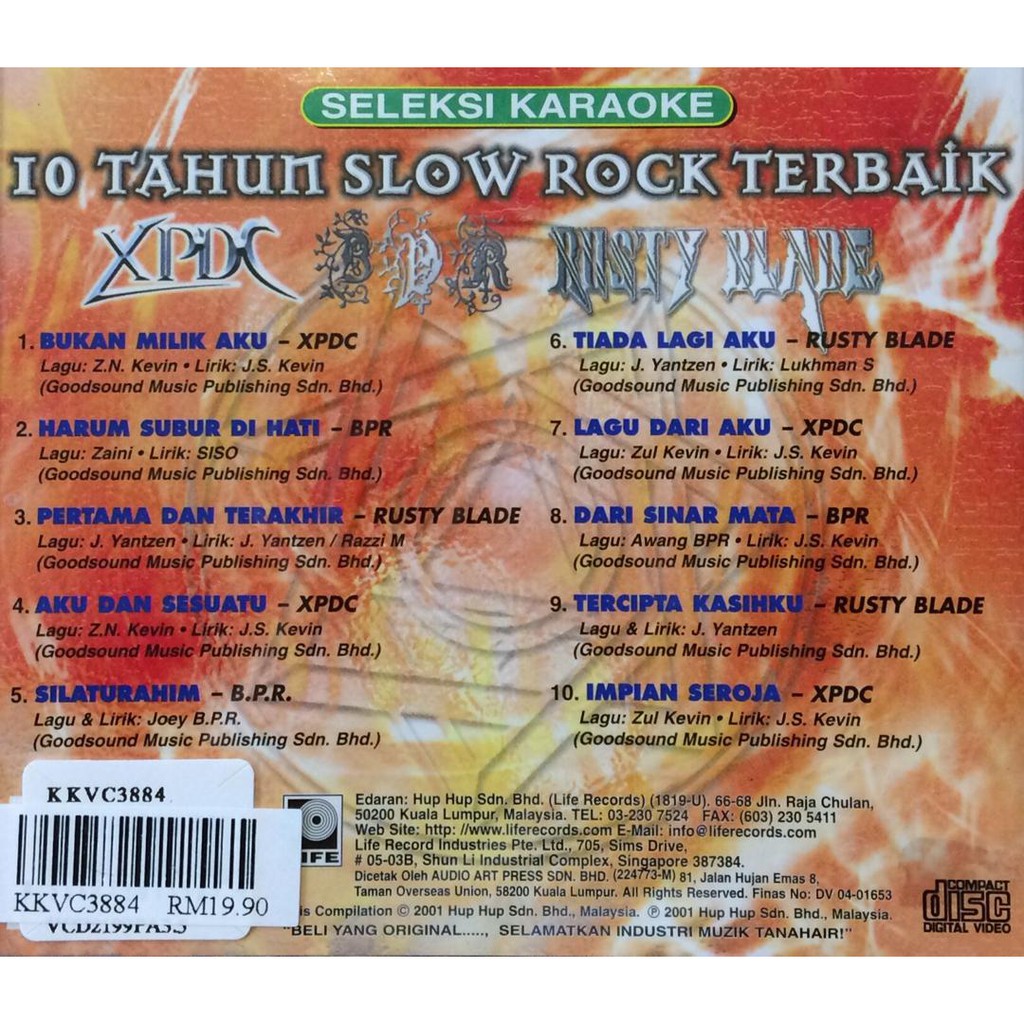 SELEKSI KARAOKE
10 TAHUN SLOW ROCK TERBAIK
XPDC BPR RUSTY BLADE
1. BUKAN MILIK AKU – XPDC
Lagu: Z.N. Kevin • Lirik: J.S. Kevin
(Goodsound Music Publishing Sdn. Bhd.)
2. HARUM SUBUR DI HATI – BPR
Lagu: Zaini • Lirik: SISO
(Goodsound Music Publishing Sdn. Bhd.)
3. PERTAMA DAN TERAKHIR – RUSTY BLADE
Lagu: J. Yantzen • Lirik: J. Yantzen / Razzi M
(Goodsound Music Publishing Sdn. Bhd.)
4. AKU DAN SESUATU – XPDC
Lagu: Z.N. Kevin • Lirik: J.S. Kevin
(Goodsound Music Publishing Sdn. Bhd.)
5. SILATURAHIM – B.P.R.
Lagu & Lirik: Joey B.P.R.
(Goodsound Music Publishing Sdn. Bhd.)
6. TIADA LAGI AKU – RUSTY BLADE
Lagu: J. Yantzen • Lirik: Lukhman S
(Goodsound Music Publishing Sdn. Bhd.)
7. LAGU DARI AKU – XPDC
Lagu: Zul Kevin • Lirik: J.S. Kevin
(Goodsound Music Publishing Sdn. Bhd.)
8. DARI SINAR MATA – BPR
Lagu: Awang BPR • Lirik: J.S. Kevin
(Goodsound Music Publishing Sdn. Bhd.)
9. TERCIPTA KASIHKU – RUSTY BLADE
Lagu & Lirik: J. Yantzen
(Goodsound Music Publishing Sdn. Bhd.)
10. IMPIAN SEROJA – XPDC
Lagu: Zul Kevin • Lirik: J.S. Kevin
(Goodsound Music Publishing Sdn. Bhd.)
KKVC3884
KKVC3884 RM19.90
LIFE
Edaran: Hup Hup Sdn. Bhd. (Life Records) (1819-U). 66-68 Jln. Raja Chulan,
50200 Kuala Lumpur, Malaysia. TEL: 03-230 7524 FAX: (603) 230 5411
Web Site: http: //www.liferecords.com E-Mail: info@liferecords.com
Life Record Industries Pte. Ltd., 705, Sims Drive,
# 05-03B, Shun Li Industrial Complex, Singapore 387384.
Dicetak Oleh AUDIO ART PRESS SDN. BHD. (224773-M) 81, Jalan Hujan Emas 8,
Taman Overseas Union, 58200 Kuala Lumpur. All Rights Reserved. Finas No: DV 04-01653
Compilation © 2001 Hup Hup Sdn. Bhd., Malaysia. ℗ 2001 Hup Hup Sdn. Bhd., Malaysia.
"BELI YANG ORIGINAL....., SELAMATKAN INDUSTRI MUZIK TANAHAIR!"
COMPACT
disc
DIGITAL VIDEO